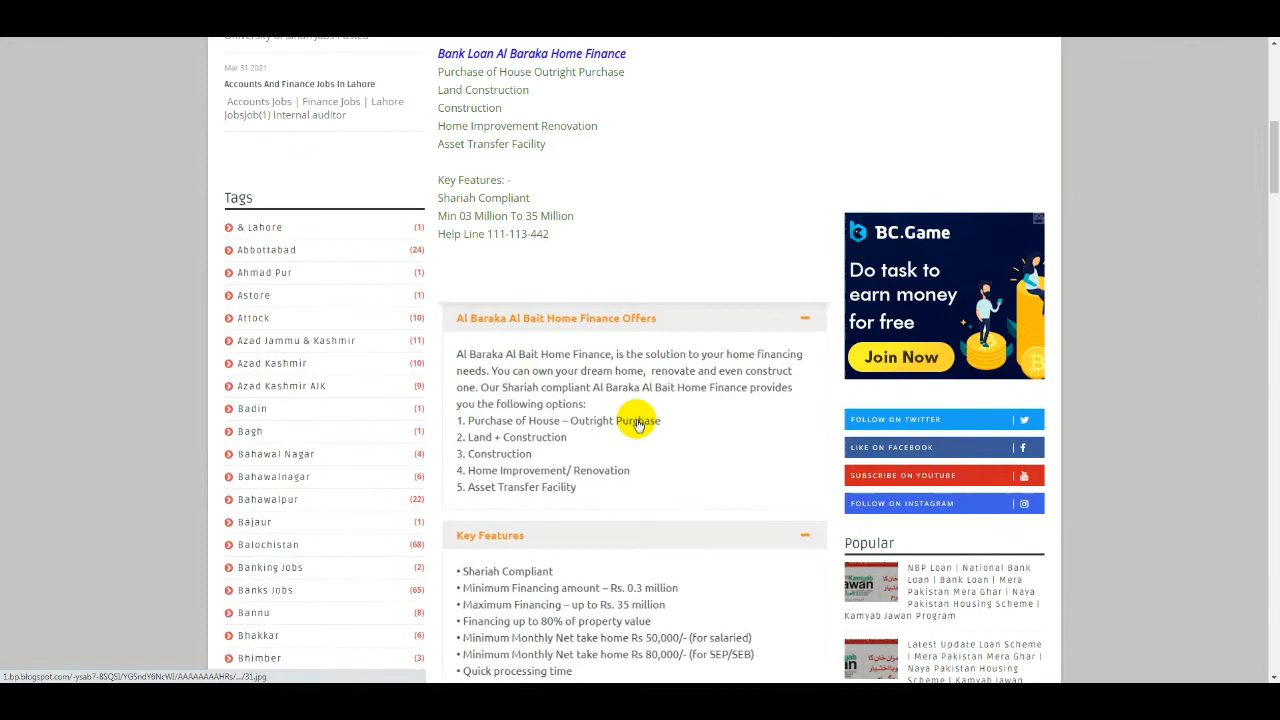 University of Sindh Jobs Posted
Mar 31 2021
Accounts And Finance Jobs In Lahore
Accounts Jobs | Finance Jobs | Lahore
JobsJob(1) Internal auditor
Tags
& Lahore (1)
Abbottabad (24)
Ahmad Pur (1)
Astore (1)
Attock (10)
Azad Jammu & Kashmir (11)
Azad Kashmir (10)
Azad Kashmir AJK (9)
Badin (1)
Bagh (1)
Bahawal Nagar (4)
Bahawalnagar (6)
Bahawalpur (22)
Bajaur (1)
Balochistan (68)
Banking Jobs (2)
Banks Jobs (65)
Bannu (8)
Bhakkar (6)
Bhimber (3)
Bank Loan Al Baraka Home Finance
Purchase of House Outright Purchase
Land Construction
Construction
Home Improvement Renovation
Asset Transfer Facility
Key Features: -
Shariah Compliant
Min 03 Million To 35 Million
Help Line 111-113-442
Al Baraka Al Bait Home Finance Offers
Al Baraka Al Bait Home Finance, is the solution to your home financing
needs. You can own your dream home, renovate and even construct
one. Our Shariah compliant Al Baraka Al Bait Home Finance provides
you the following options:
1. Purchase of House – Outright Purchase
2. Land + Construction
3. Construction
4. Home Improvement/ Renovation
5. Asset Transfer Facility
Key Features
• Shariah Compliant
• Minimum Financing amount – Rs. 0.3 million
• Maximum Financing – up to Rs. 35 million
• Financing up to 80% of property value
• Minimum Monthly Net take home Rs 50,000/- (for salaried)
• Minimum Monthly Net take home Rs 80,000/- (for SEP/SEB)
• Quick processing time
BC.Game
Do task to
earn money
for free
Join Now
FOLLOW ON TWITTER
LIKE ON FACEBOOK
SUBSCRIBE ON YOUTUBE
FOLLOW ON INSTAGRAM
Popular
NBP Loan | National Bank
Loan | Bank Loan | Mera
Pakistan Mera Ghar | Naya
Pakistan Housing Scheme |
Kamyab Jawan Program
Latest Update Loan Scheme
| Mera Pakistan Mera Ghar |
Naya Pakistan Housing
Scheme | Kamyab Jawan